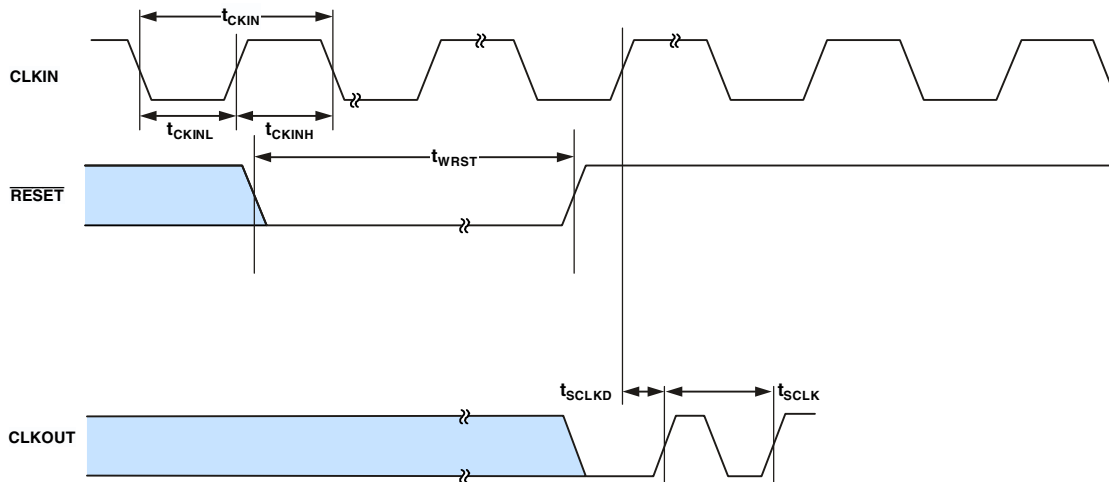 tCKIN
CLKIN
tCKINL
tCKINH
tWRST
RESET
tSCLKD
tSCLK
CLKOUT